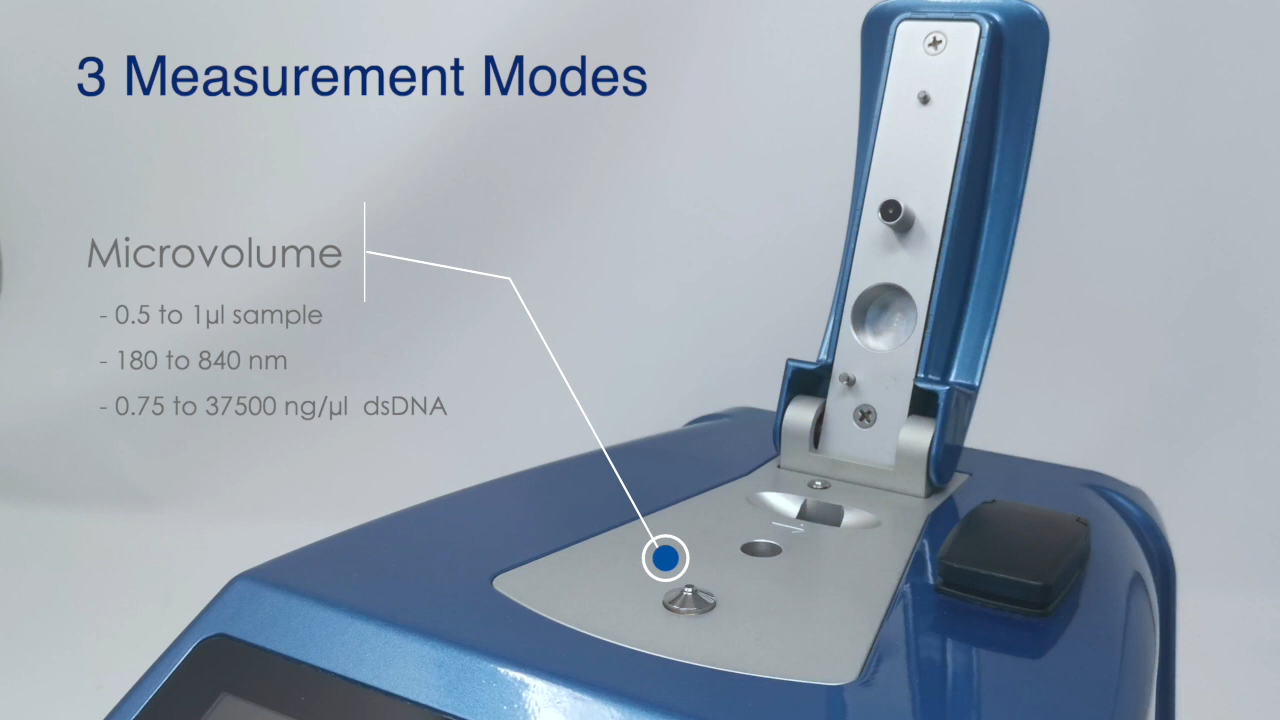 3 Measurement Modes
Microvolume
- 0.5 to 1µl sample
- 180 to 840 nm
- 0.75 to 37500 ng/µl dsDNA